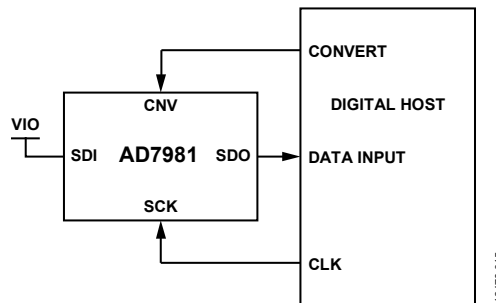 CONVERT
CNV
DIGITAL HOST
VIO
SDI
AD7981
SDO
DATA INPUT
SCK
CLK